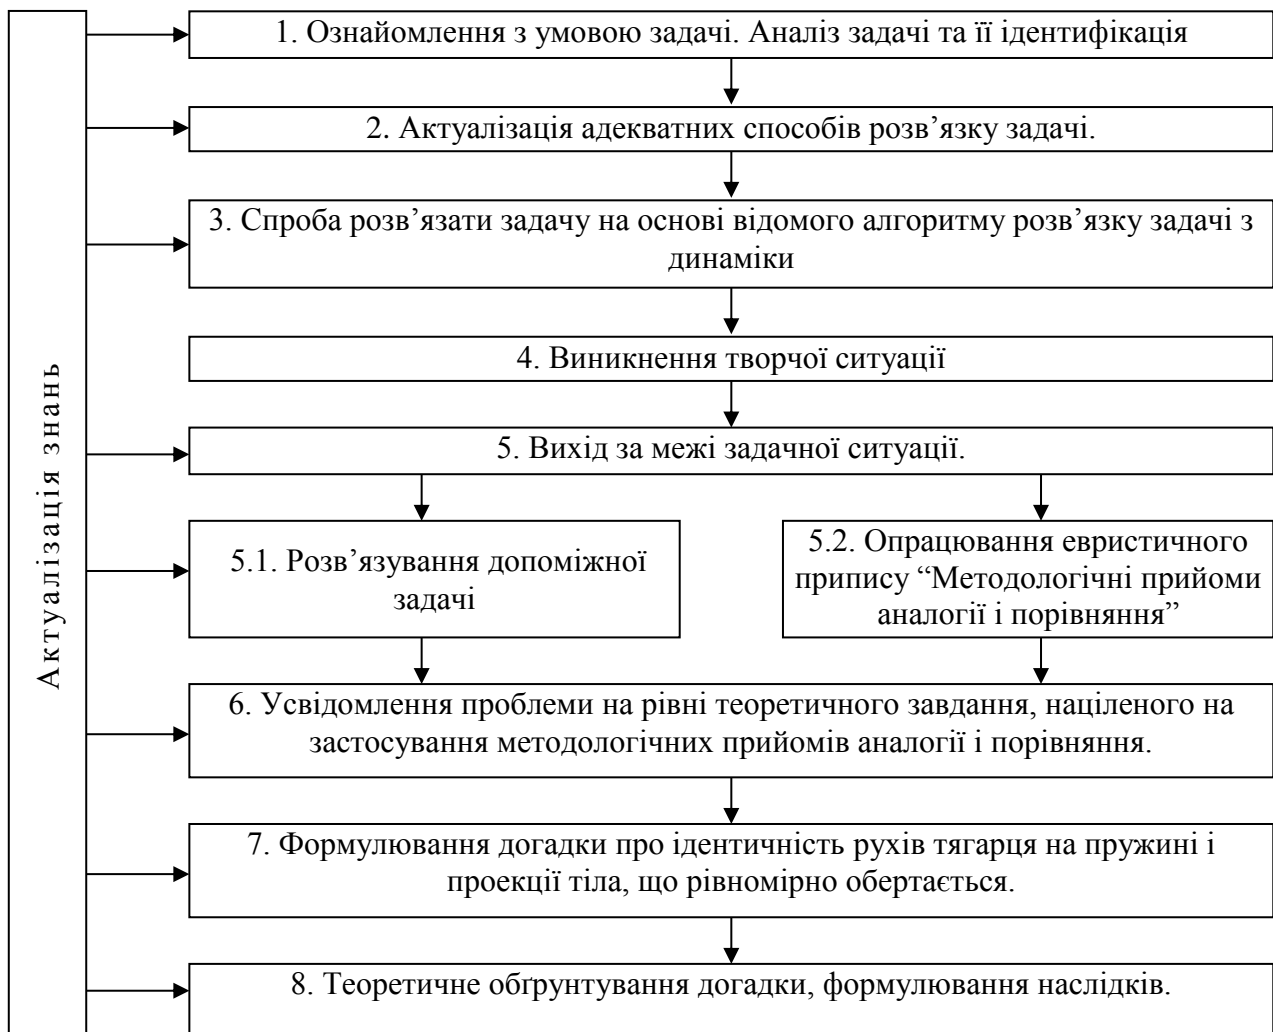 Актуалізація знань
1. Ознайомлення з умовою задачі. Аналіз задачі та її ідентифікація
2. Актуалізація адекватних способів розв’язку задачі.
3. Спроба розв’язати задачу на основі відомого алгоритму розв’язку задачі з
динаміки
4. Виникнення творчої ситуації
5. Вихід за межі задачної ситуації.
5.1. Розв’язування допоміжної
задачі
5.2. Опрацювання евристичного
припису “Методологічні прийоми
аналогії і порівняння”
6. Усвідомлення проблеми на рівні теоретичного завдання, націленого на
застосування методологічних прийомів аналогії і порівняння.
7. Формулювання догадки про ідентичність рухів тягарця на пружині і
проекції тіла, що рівномірно обертається.
8. Теоретичне обґрунтування догадки, формулювання наслідків.